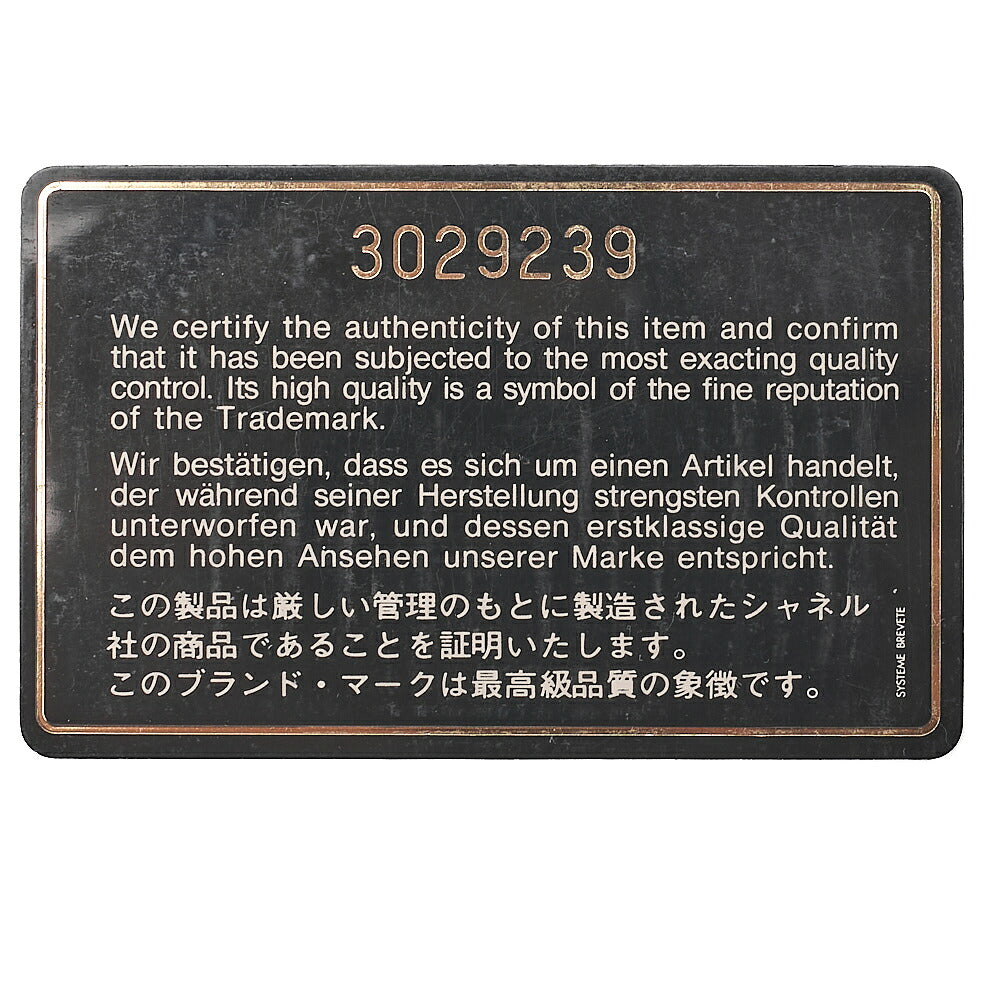 3029239
We certify the authenticity of this item and confirm
that it has been subjected to the most exacting quality
control. Its high quality is a symbol of the fine reputation
of the Trademark.
Wir bestätigen, dass es sich um einen Artikel handelt,
der während seiner Herstellung strengsten Kontrollen
unterworfen war, und dessen erstklassige Qualität
dem hohen Ansehen unserer Marke entspricht.
この製品は厳しい管理のもとに製造されたシャネル
社の商品であることを証明いたします。
このブランド・マークは最高級品質の象徴です。
SYSTEME BREVETE